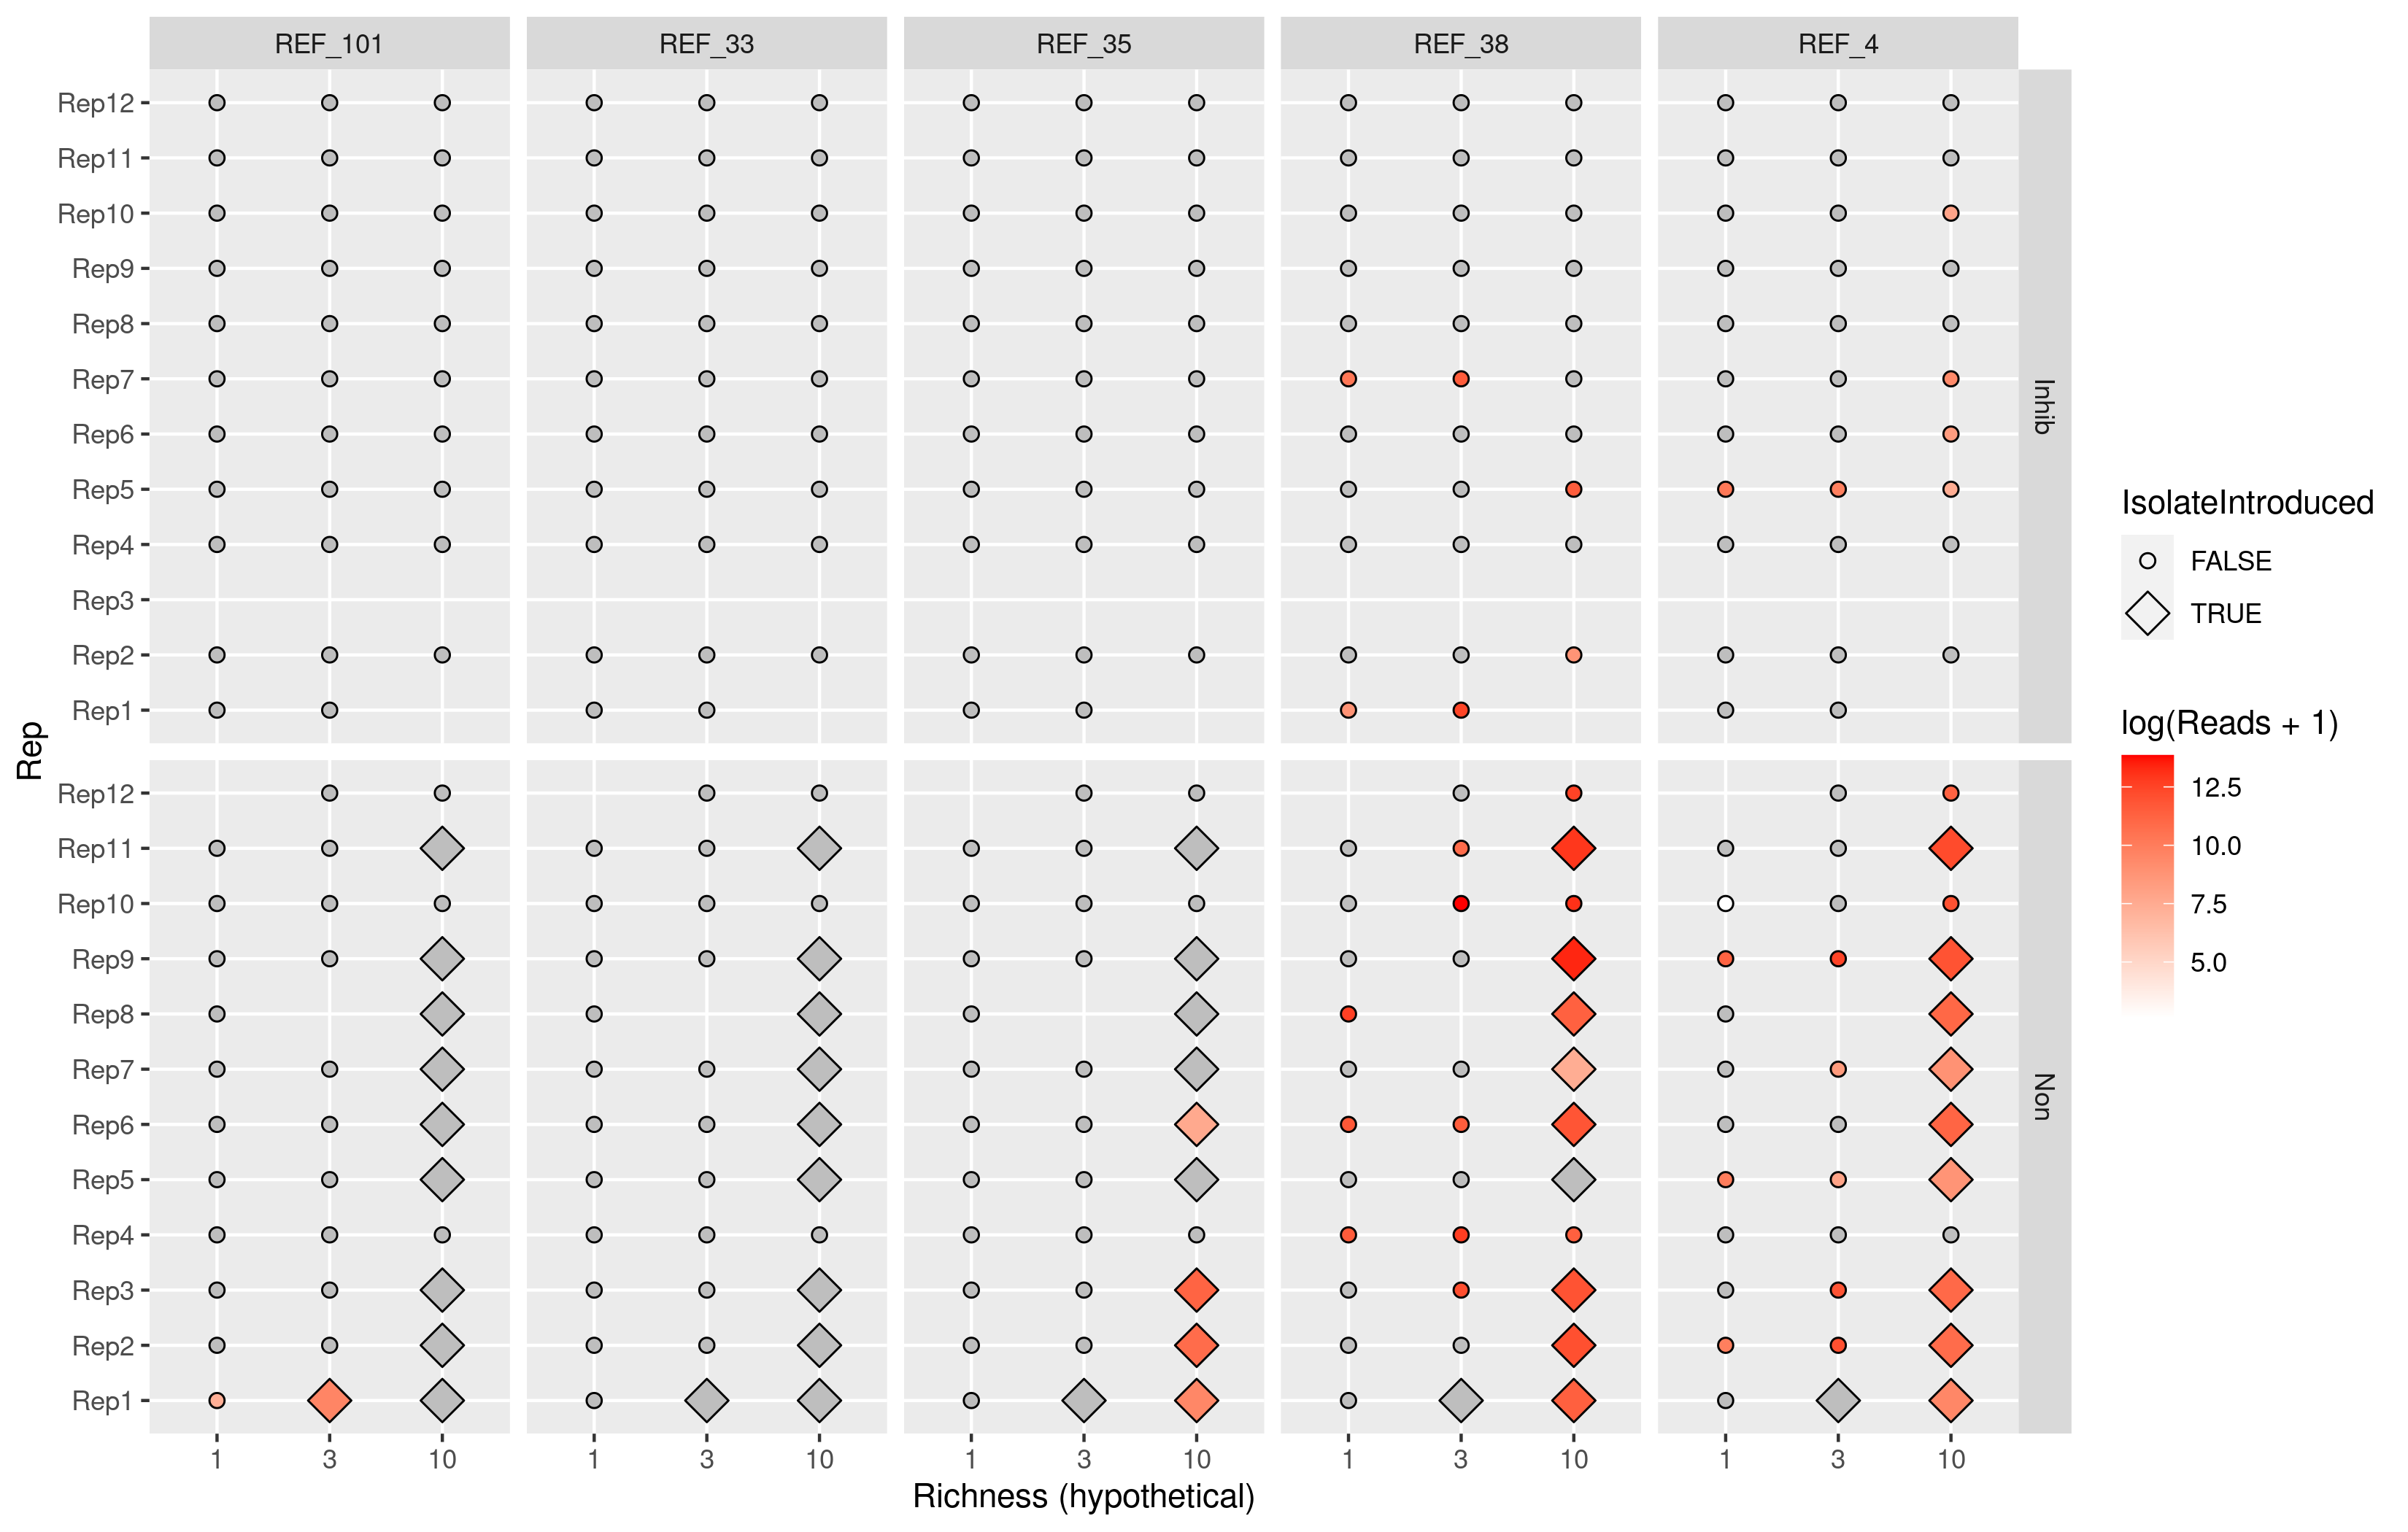 REF_101 REF_33 REF_35 REF_38 REF_4
Rep12
Rep11
Rep10
Rep9
Rep8
Rep7
Rep6
Rep5
Rep4
Rep3
Rep2
Rep1
Inhib
Rep12
Rep11
Rep10
Rep9
Rep8
Rep7
Rep6
Rep5
Rep4
Rep3
Rep2
Rep1
Non
Rep
1 3 10 1 3 10 1 3 10 1 3 10 1 3 10
Richness (hypothetical)
IsolateIntroduced
FALSE
TRUE
log(Reads + 1)
12.5
10.0
7.5
5.0